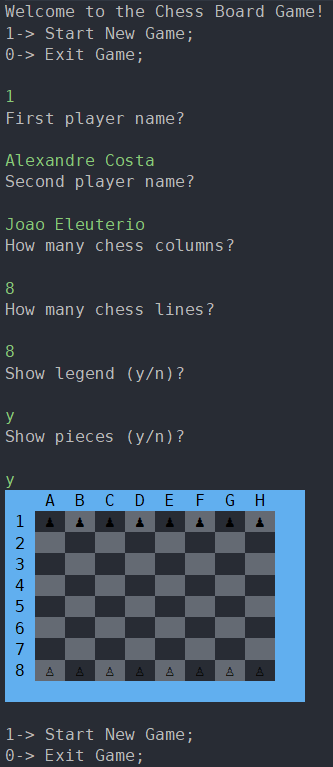 Welcome to the Chess Board Game!
1-> Start New Game;
0-> Exit Game;
1
First player name?
Alexandre Costa
Second player name?
Joao Eleuterio
How many chess columns?
8
How many chess lines?
8
Show legend (y/n)?
y
Show pieces (y/n)?
y
A B C D E F G H
1 ♟ ♟ ♟ ♟ ♟ ♟ ♟ ♟
2
3
4
5
6
7
8 ♙ ♙ ♙ ♙ ♙ ♙ ♙ ♙
1-> Start New Game;
0-> Exit Game;